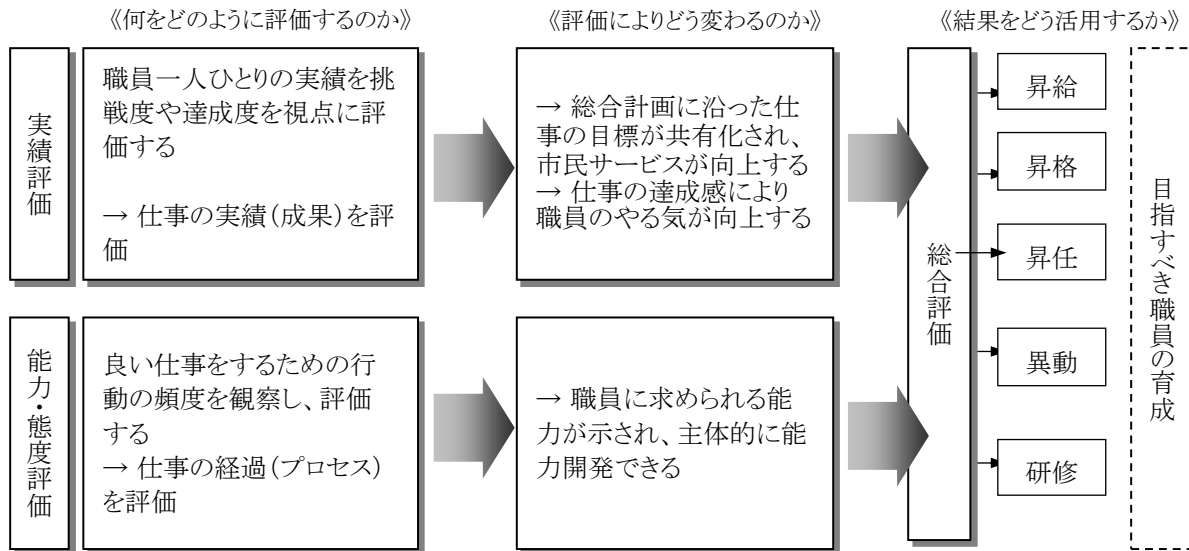 《何をどのように評価するのか》
《評価によりどう変わるのか》
《結果をどう活用するか》
実績評価
職員一人ひとりの実績を挑
戦度や達成度を視点に評
価する
→ 仕事の実績(成果)を評
価
→ 総合計画に沿った仕
事の目標が共有化され、
市民サービスが向上する
→ 仕事の達成感により
職員のやる気が向上する
能力・態度評価
良い仕事をするための行
動の頻度を観察し、評価
する
→ 仕事の経過(プロセス)
を評価
→ 職員に求められる能
力が示され、主体的に能
力開発できる
総合評価
昇給
昇格
昇任
異動
研修
目指すべき職員の育成